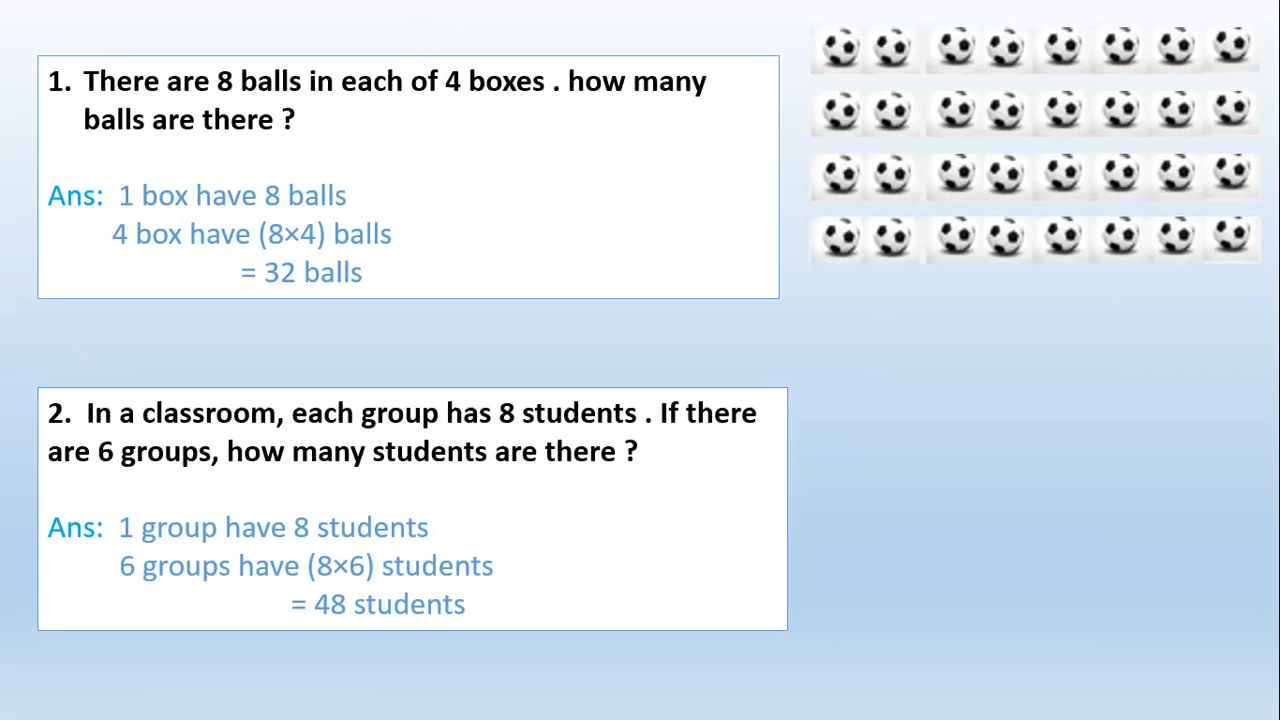 1. There are 8 balls in each of 4 boxes . how many
balls are there ?
Ans: 1 box have 8 balls
4 box have (8×4) balls
= 32 balls
2. In a classroom, each group has 8 students . If there
are 6 groups, how many students are there ?
Ans: 1 group have 8 students
6 groups have (8×6) students
= 48 students